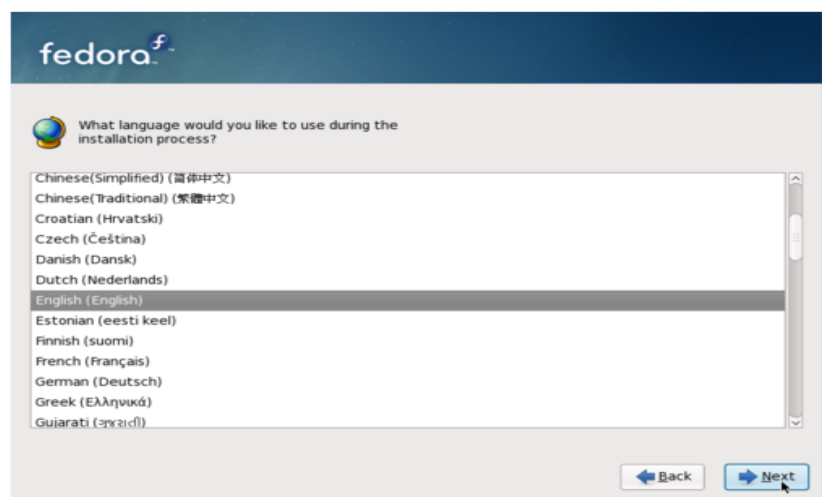 fedora
What language would you like to use during the
installation process?
Chinese(Simplified) (简体中文)
Chinese(Traditional) (繁體中文)
Croatian (Hrvatski)
Czech (Čeština)
Danish (Dansk)
Dutch (Nederlands)
English (English)
Estonian (eesti keel)
Finnish (suomi)
French (Français)
German (Deutsch)
Greek (Ελληνικά)
Gujarati (ગુજરાતી)
Back
Next